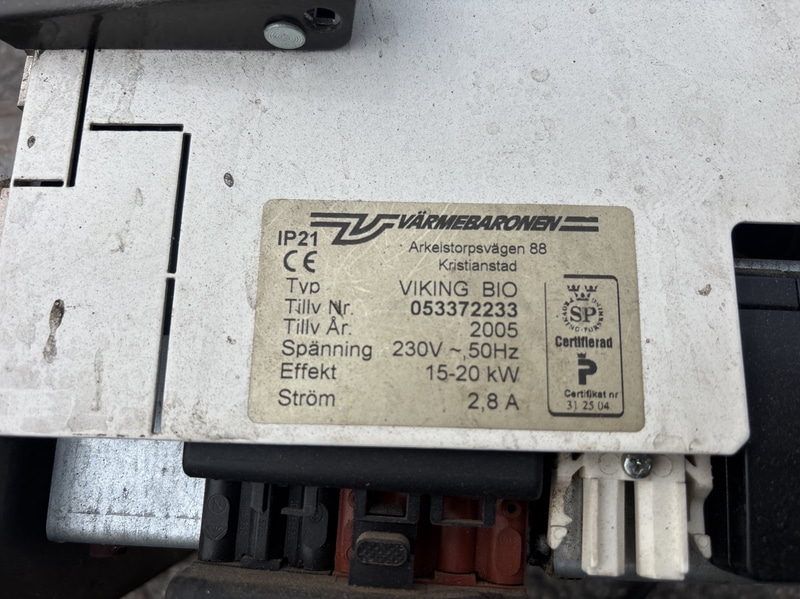 VÄRMEBARONEN
IP21
Arkelstorpsvägen 88
CE
Kristianstad
Typ VIKING BIO
Tillv Nr. 053372233
Tillv År. 2005
Spänning 230V ~,50Hz
Effekt 15-20 kW
Ström 2,8 A
SP
Certifierad
P
Certifikat nr
31 25 04